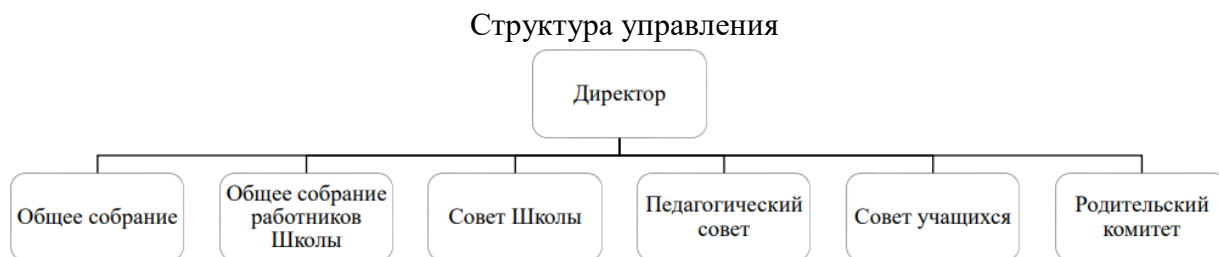 Структура управления
Директор
Общее собрание
Общее собрание
работников
Школы
Совет Школы
Педагогический
совет
Совет учащихся
Родительский
комитет